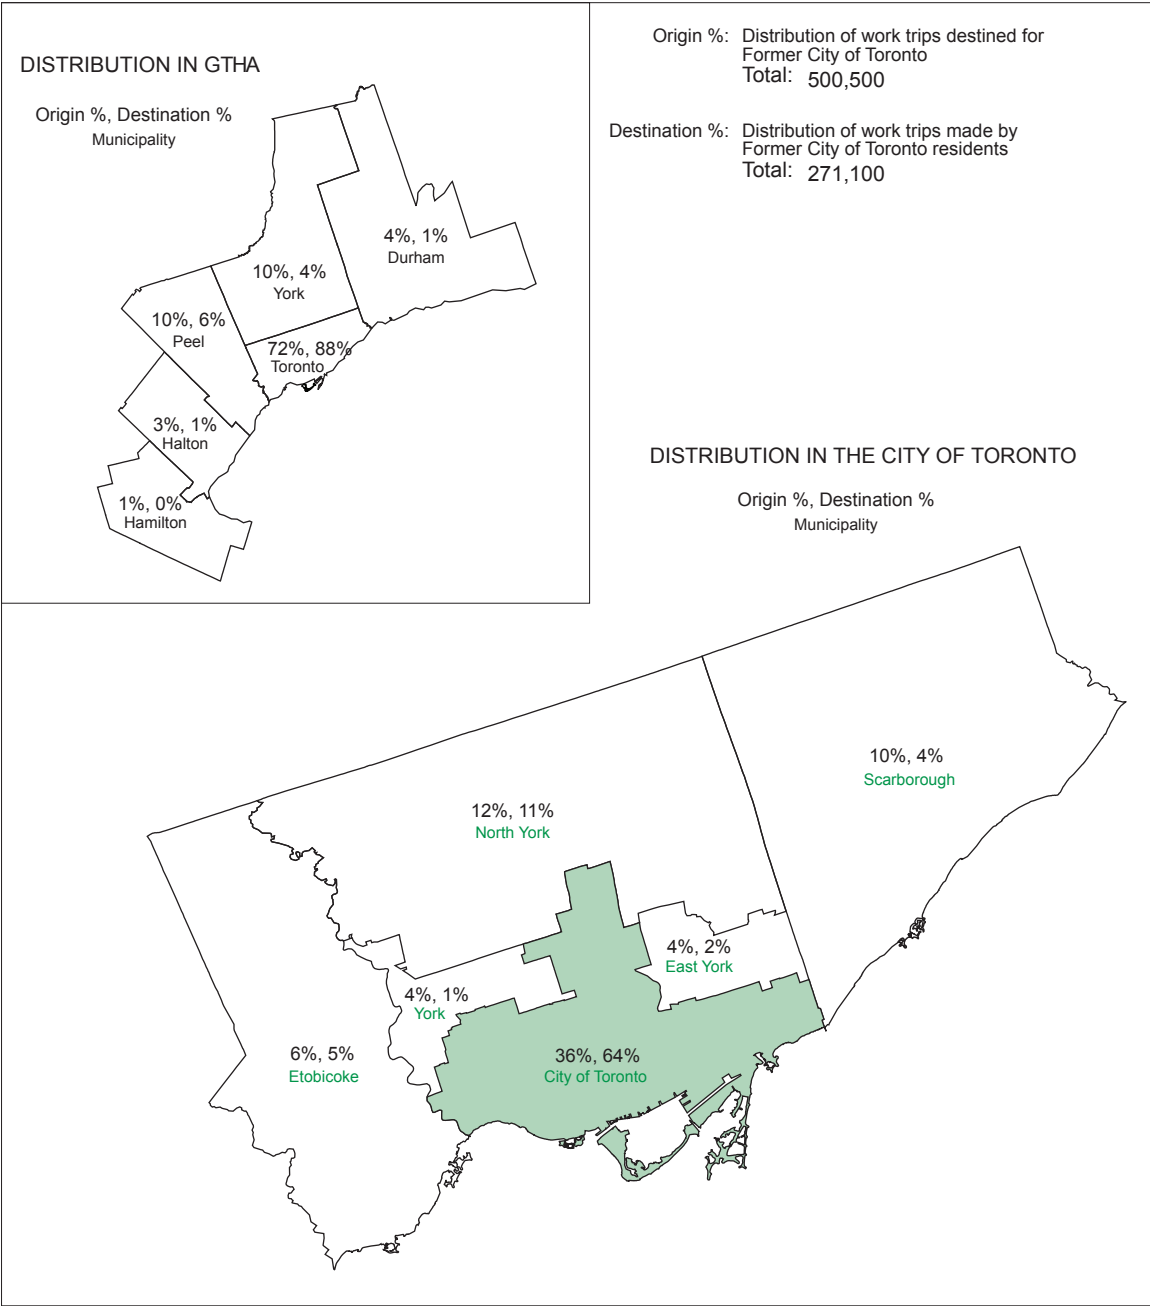 DISTRIBUTION IN GTHA
Origin %, Destination %
Municipality
Origin %: Distribution of work trips destined for
Former City of Toronto
Total: 500,500
Destination %: Distribution of work trips made by
Former City of Toronto residents
Total: 271,100
4%, 1%
Durham
10%, 4%
York
10%, 6%
Peel
72%, 88%
Toronto
3%, 1%
Halton
1%, 0%
Hamilton
DISTRIBUTION IN THE CITY OF TORONTO
Origin %, Destination %
Municipality
10%, 4%
Scarborough
12%, 11%
North York
4%, 2%
East York
4%, 1%
York
6%, 5%
Etobicoke
36%, 64%
City of Toronto